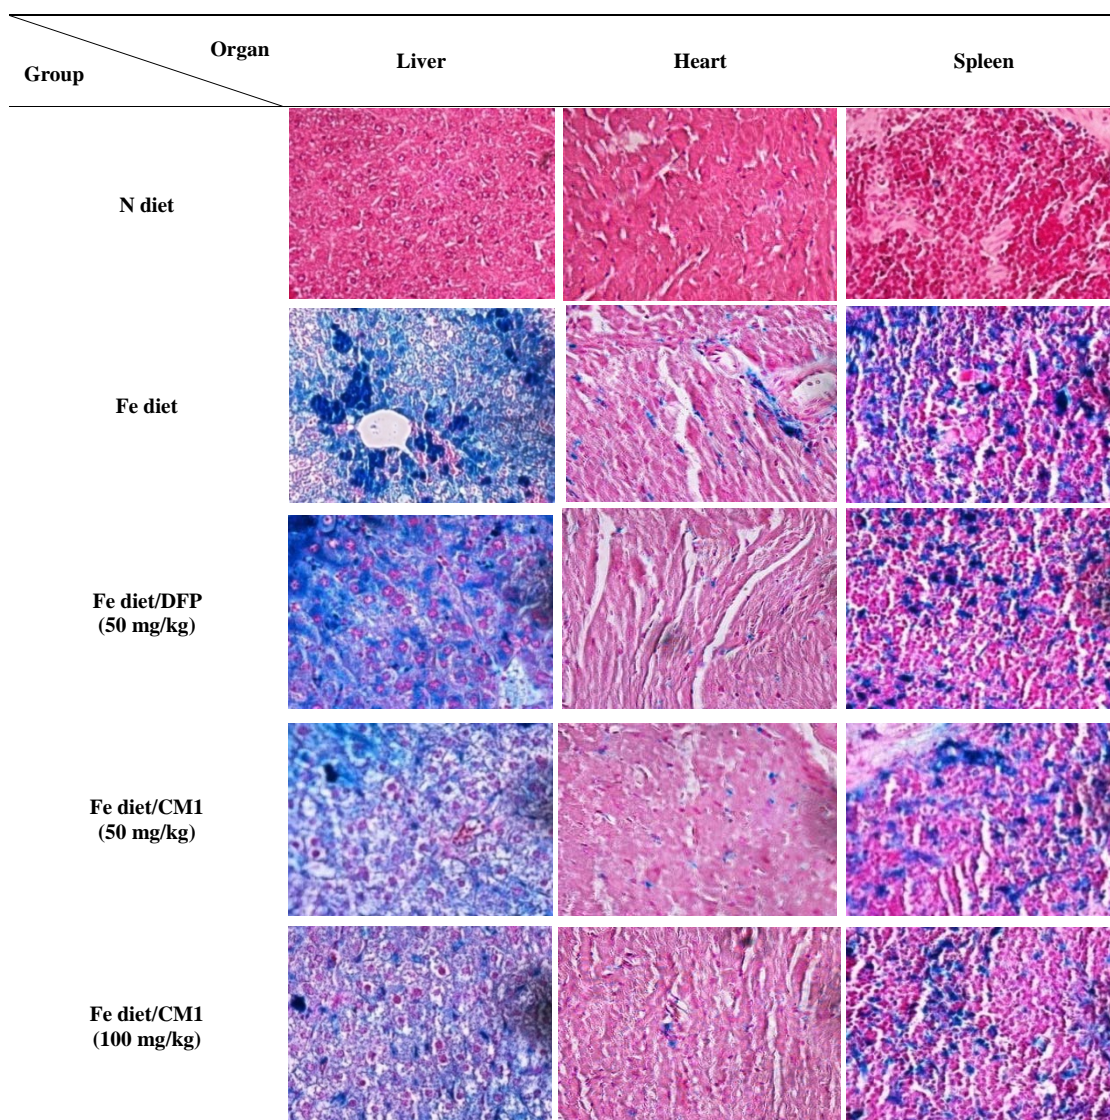 Organ
Group
Liver
Heart
Spleen
N diet
Fe diet
Fe diet/DFP
(50 mg/kg)
Fe diet/CM1
(50 mg/kg)
Fe diet/CM1
(100 mg/kg)